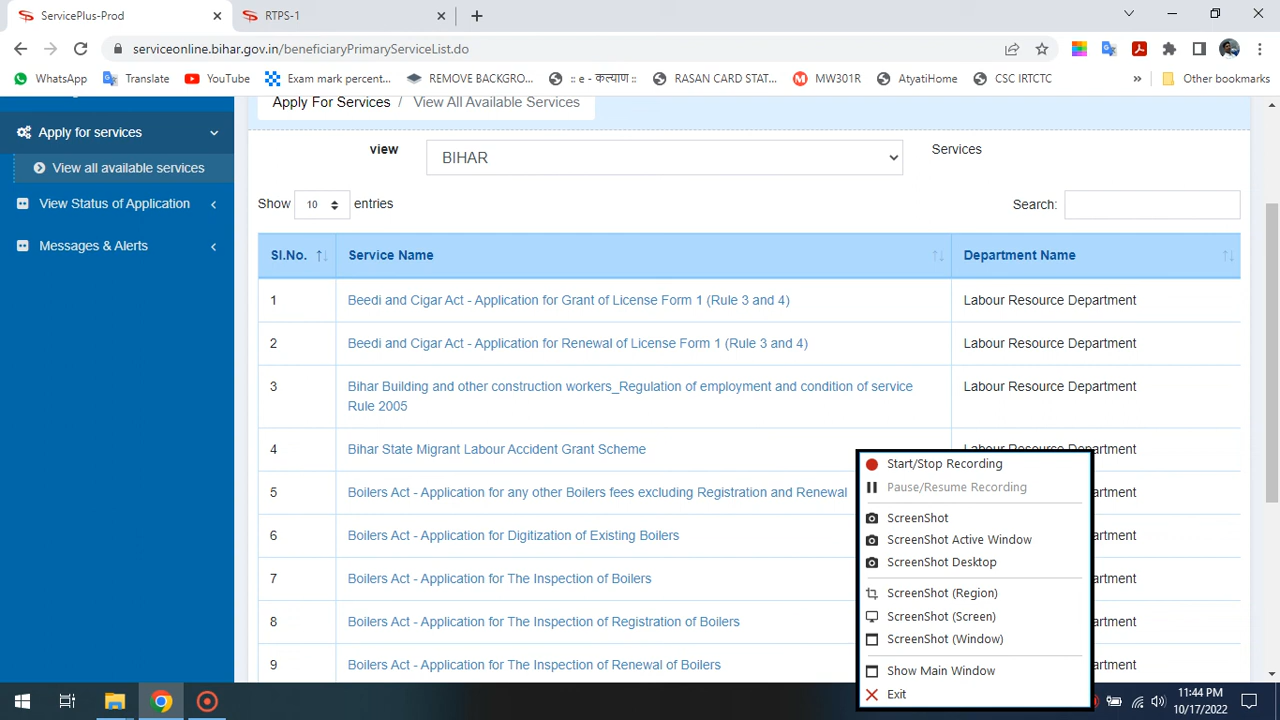 ServicePlus-Prod
RTPS-1
serviceonline.bihar.gov.in/beneficiaryPrimeServiceList.do
WhatsApp
Translate
YouTube
Exam mark percent...
REMOVE BACKGRO...
:: e - कल्याण ::
RASAN CARD STAT...
MW301R
AtyatiHome
CSC IRTCTC
»
Other bookmarks
Apply For Services / View All Available Services
Apply for services
View all available services
View Status of Application
Messages & Alerts
view
BIHAR
Services
Show 10 entries
Search:
Sl.No. Service Name Department Name
1 Beedi and Cigar Act - Application for Grant of License Form 1 (Rule 3 and 4) Labour Resource Department
2 Beedi and Cigar Act - Application for Renewal of License Form 1 (Rule 3 and 4) Labour Resource Department
3 Bihar Building and other construction workers_Regulation of employment and condition of service Labour Resource Department
Rule 2005
4 Bihar State Migrant Labour Accident Grant Scheme Labour Resource Department
5 Boilers Act - Application for any other Boilers fees excluding Registration and Renewal artment
6 Boilers Act - Application for Digitization of Existing Boilers artment
7 Boilers Act - Application for The Inspection of Boilers artment
8 Boilers Act - Application for The Inspection of Registration of Boilers artment
9 Boilers Act - Application for The Inspection of Renewal of Boilers artment
Start/Stop Recording
Pause/Resume Recording
ScreenShot
ScreenShot Active Window
ScreenShot Desktop
ScreenShot (Region)
ScreenShot (Screen)
ScreenShot (Window)
Show Main Window
Exit
11:44 PM
10/17/2022